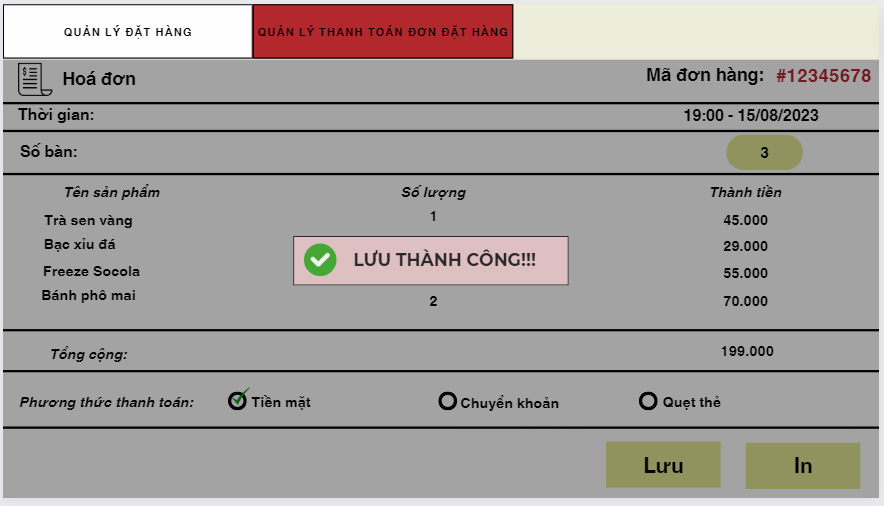 QUẢN LÝ ĐẶT HÀNG
QUẢN LÝ THANH TOÁN ĐƠN ĐẶT HÀNG
Hoá đơn
Mã đơn hàng: #12345678
Thời gian: 19:00 - 15/08/2023
Số bàn: 3
Tên sản phẩm Số lượng Thành tiền
Trà sen vàng 1 45.000
Bạc xỉu đá 29.000
LƯU THÀNH CÔNG!!!
Freeze Socola 55.000
Bánh phô mai 2 70.000
Tổng cộng: 199.000
Phương thức thanh toán: Tiền mặt Chuyển khoản Quẹt thẻ
Lưu In